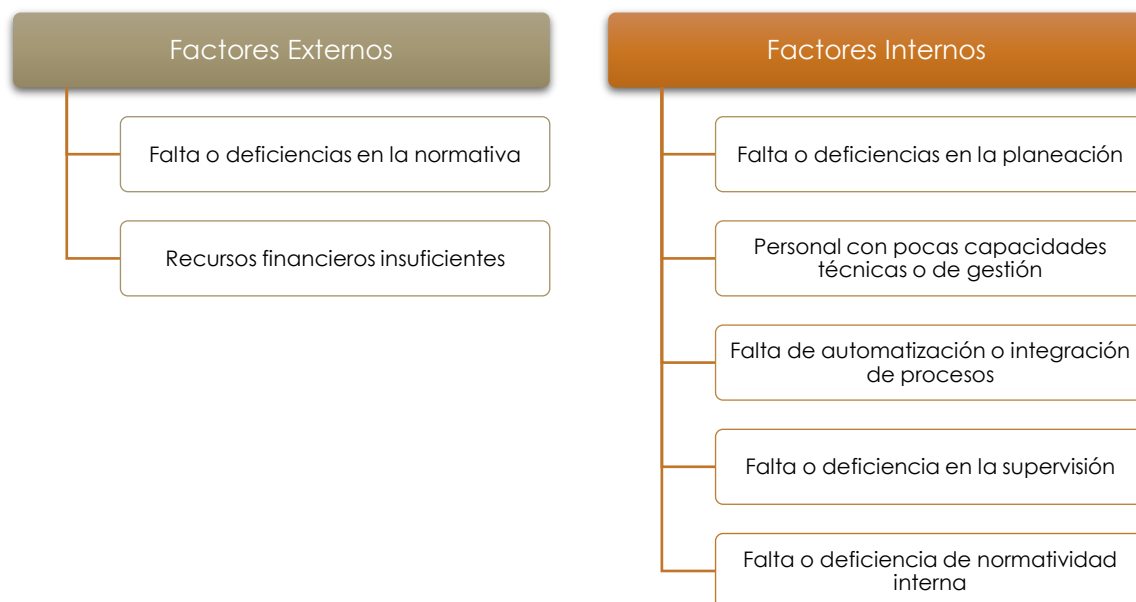 Factores Externos
Falta o deficiencias en la normativa
Recursos financieros insuficientes
Factores Internos
Falta o deficiencias en la planeación
Personal con pocas capacidades
técnicas o de gestión
Falta de automatización o integración
de procesos
Falta o deficiencia en la supervisión
Falta o deficiencia de normatividad
interna